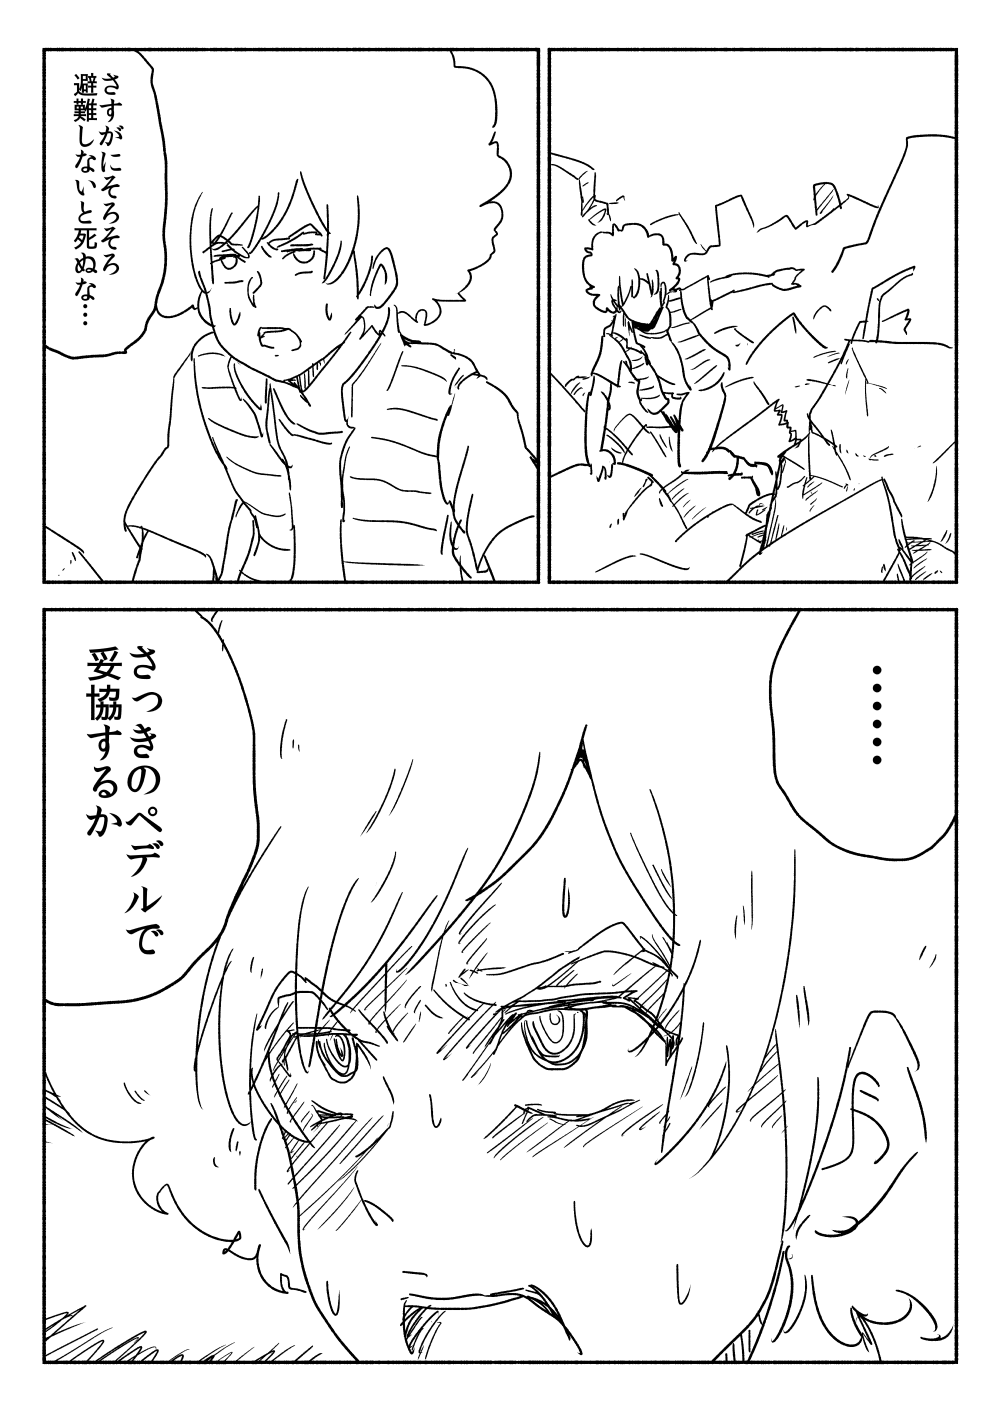 さすがにそろそろ
避難しないと死ぬな…
……
さっきのペデルで
妥協するか